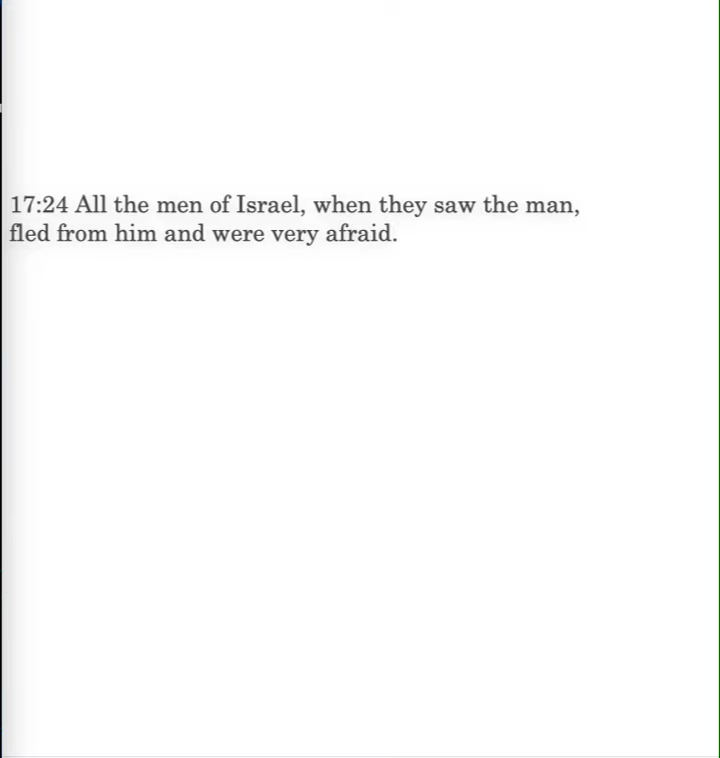 17:24 All the men of Israel, when they saw the man,
fled from him and were very afraid.